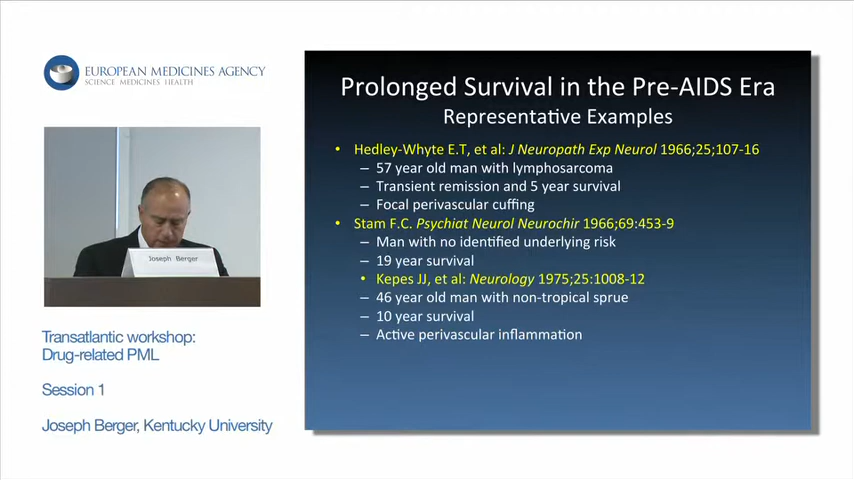 EUROPEAN MEDICINES AGENCY
SCIENCE MEDICINES HEALTH
Joseph Berger
Transatlantic workshop:
Drug-related PML
Session 1
Joseph Berger, Kentucky University
Prolonged Survival in the Pre-AIDS Era
Representative Examples
• Hedley-Whyte E.T, et al: J Neuropath Exp Neurol 1966;25;107-16
– 57 year old man with lymphosarcoma
– Transient remission and 5 year survival
– Focal perivascular cuffing
• Stam F.C. Psychiat Neurol Neurochir 1966;69:453-9
– Man with no identified underlying risk
– 19 year survival
• Kepes JJ, et al: Neurology 1975;25:1008-12
– 46 year old man with non-tropical sprue
– 10 year survival
– Active perivascular inflammation